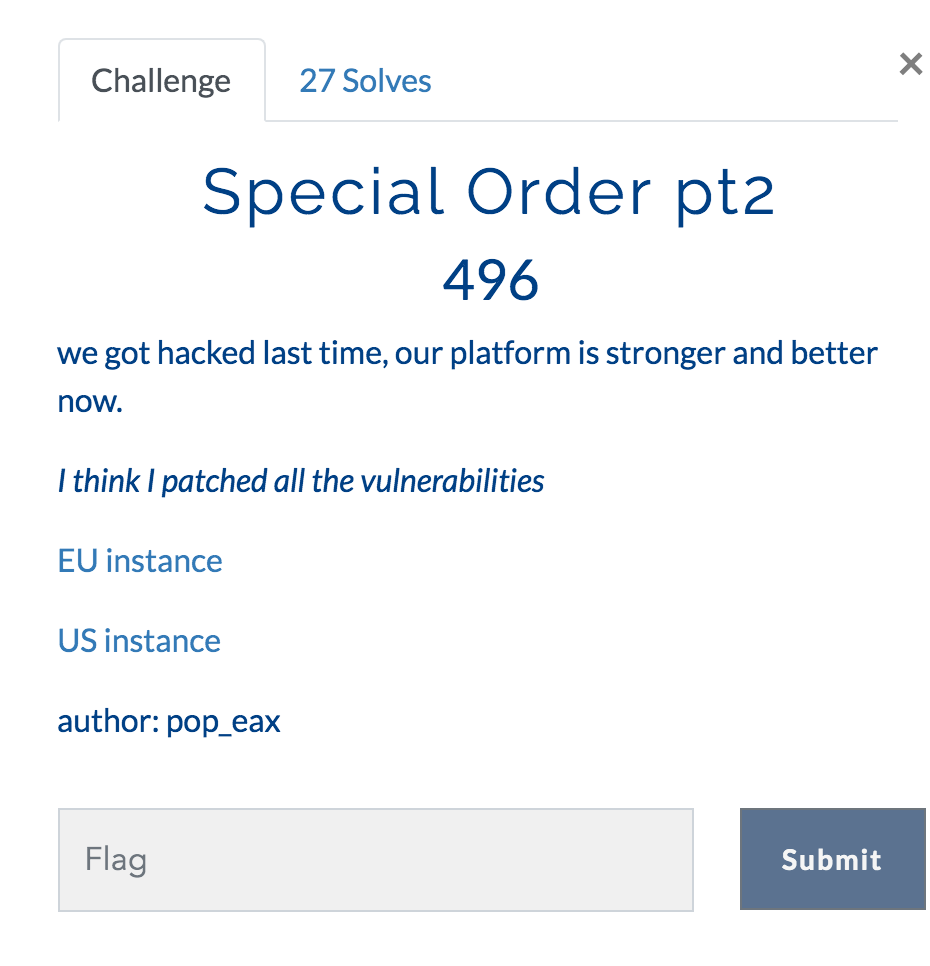 Challenge
27 Solves
×
Special Order pt2
496
we got hacked last time, our platform is stronger and better
now.
I think I patched all the vulnerabilities
EU instance
US instance
author: pop_eax
Flag
Submit